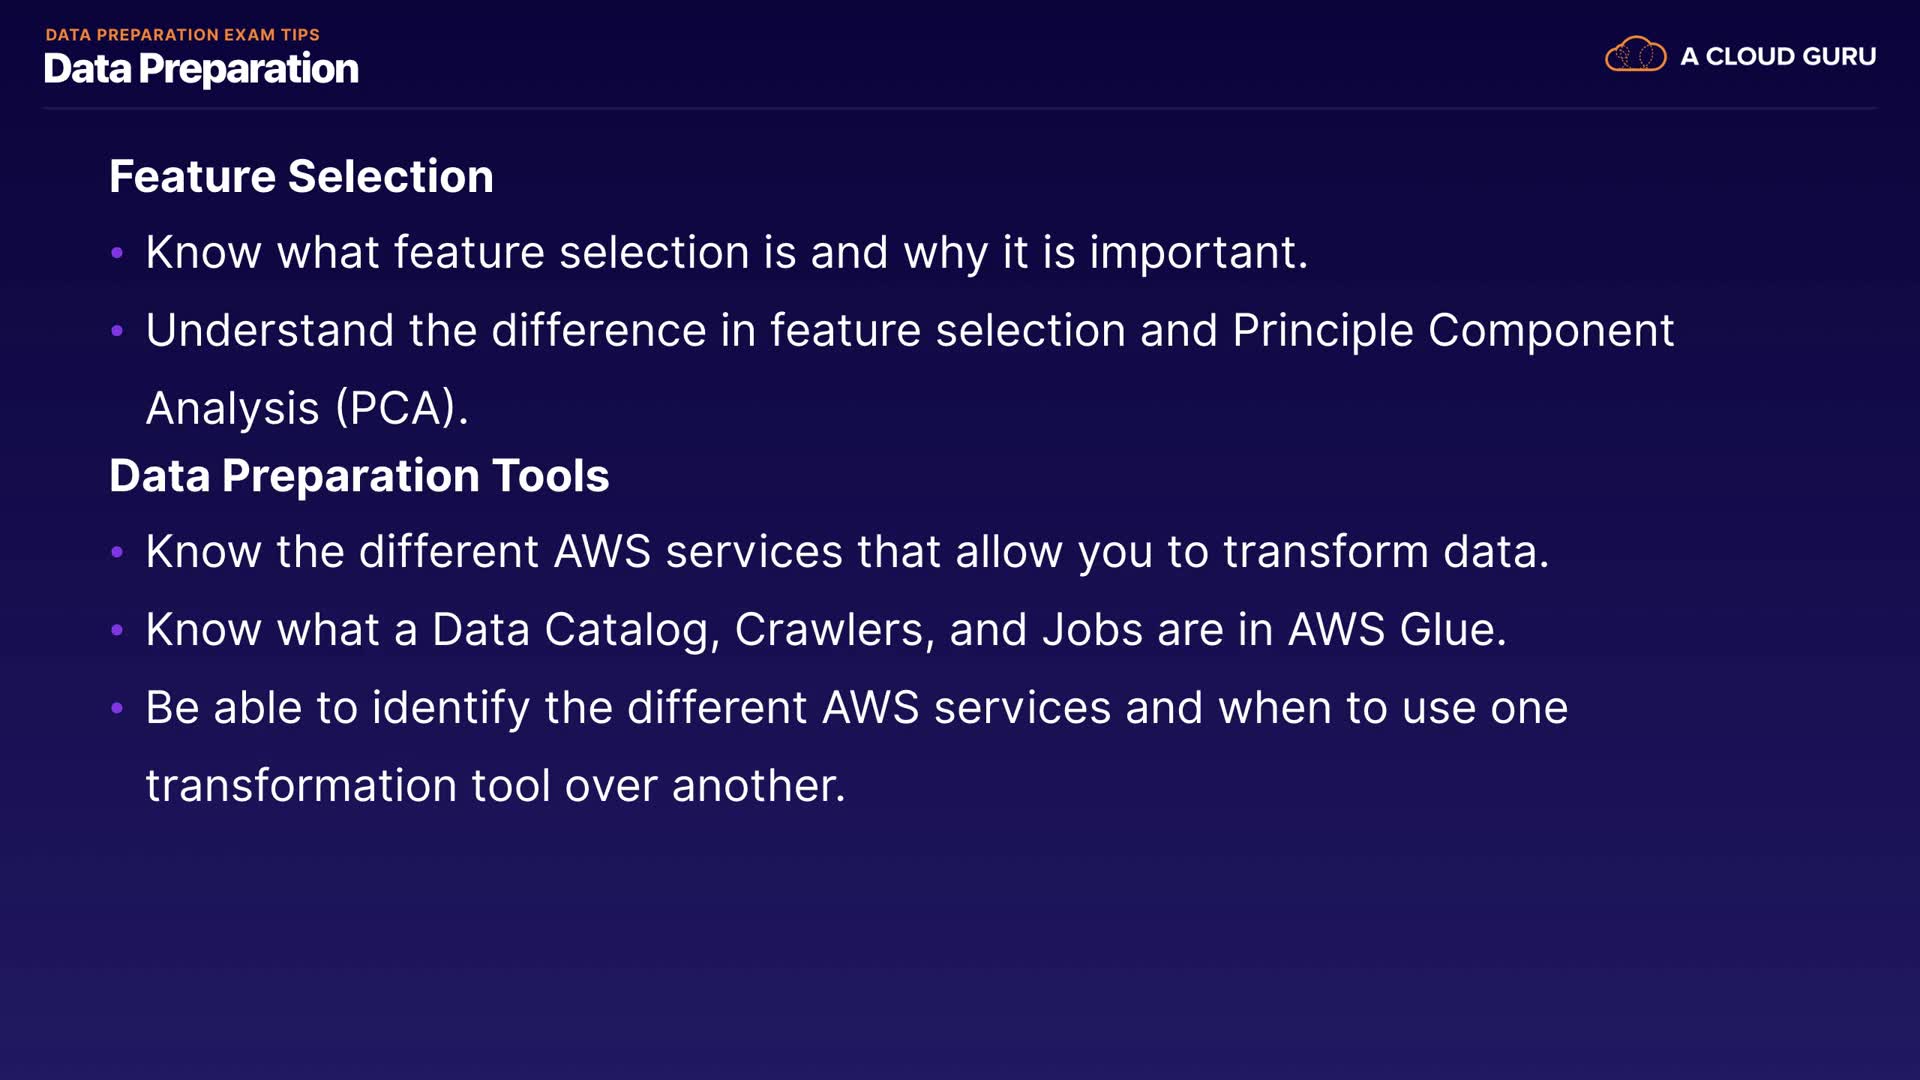 DATA PREPARATION EXAM TIPS
Data Preparation
A CLOUD GURU
Feature Selection
• Know what feature selection is and why it is important.
• Understand the difference in feature selection and Principle Component
Analysis (PCA).
Data Preparation Tools
• Know the different AWS services that allow you to transform data.
• Know what a Data Catalog, Crawlers, and Jobs are in AWS Glue.
• Be able to identify the different AWS services and when to use one
transformation tool over another.